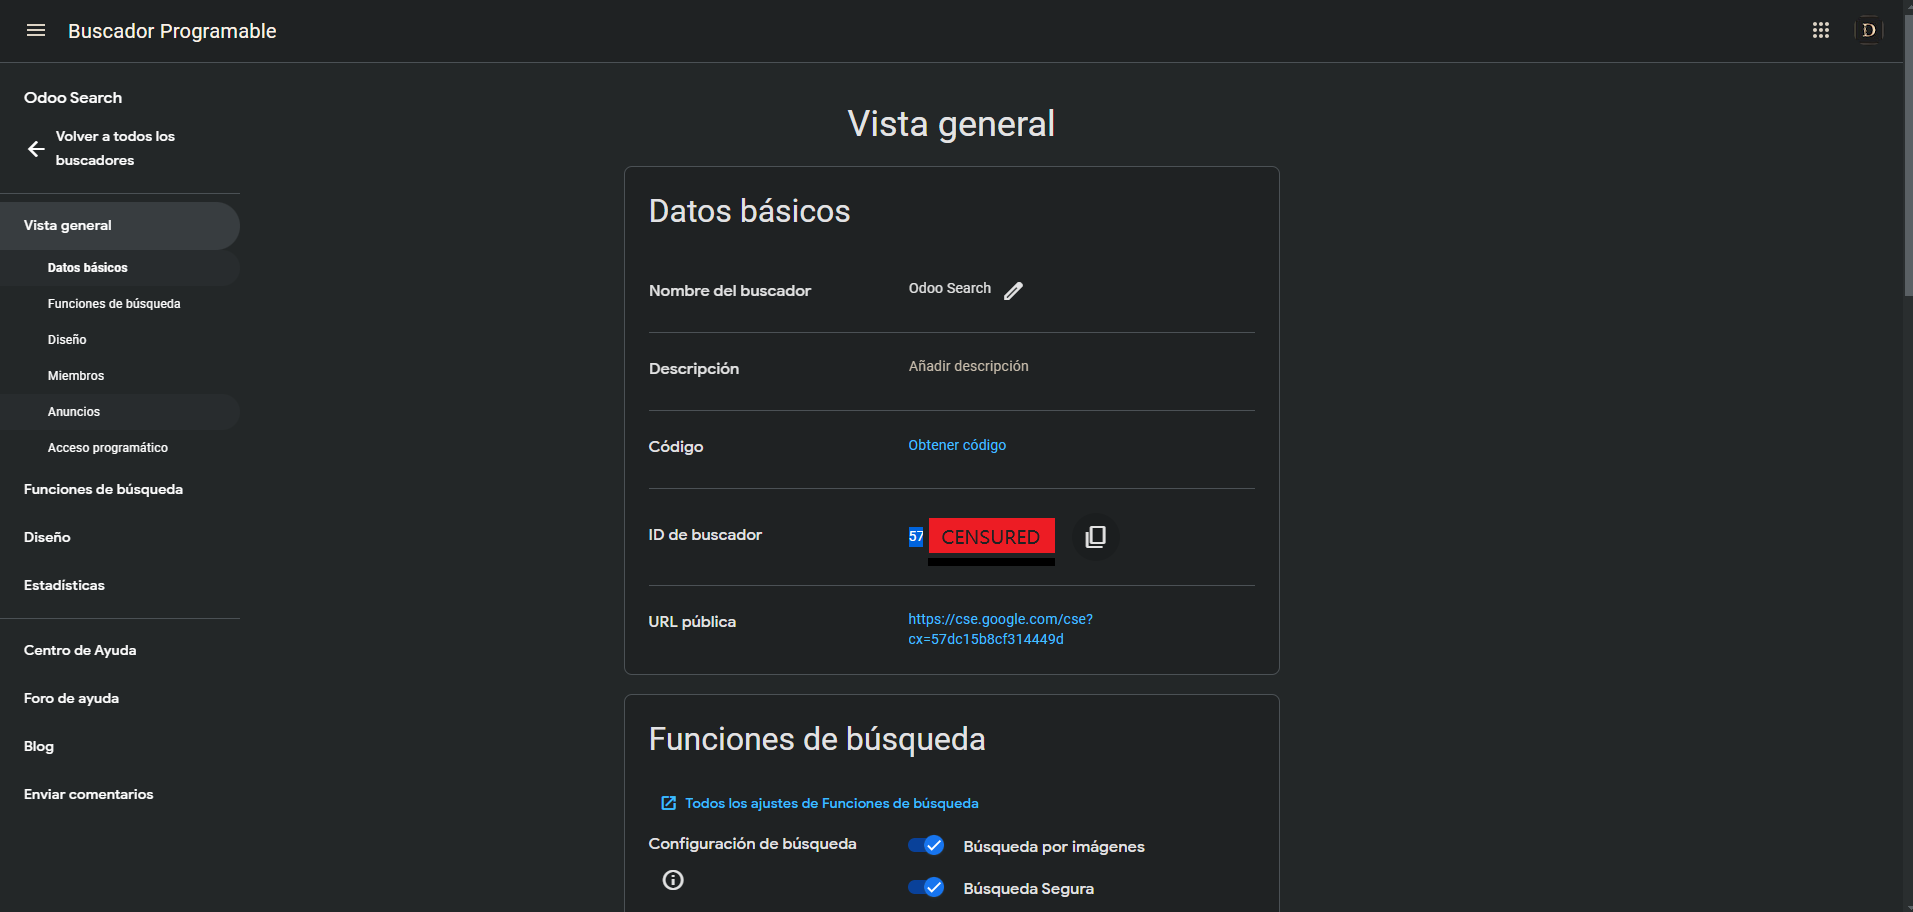 Buscador Programable
D
Odoo Search
Volver a todos los
buscadores
Vista general
Datos básicos
Funciones de búsqueda
Diseño
Miembros
Anuncios
Acceso programático
Funciones de búsqueda
Diseño
Estadísticas
Centro de Ayuda
Foro de ayuda
Blog
Enviar comentarios
Vista general
Datos básicos
Nombre del buscador
Odoo Search
Descripción
Añadir descripción
Código
Obtener código
ID de buscador
57 CENSURED
URL pública
https://cse.google.com/cse?
cx=57dc15b8cf314449d
Funciones de búsqueda
Todos los ajustes de Funciones de búsqueda
Configuración de búsqueda
Búsqueda por imágenes
Búsqueda Segura